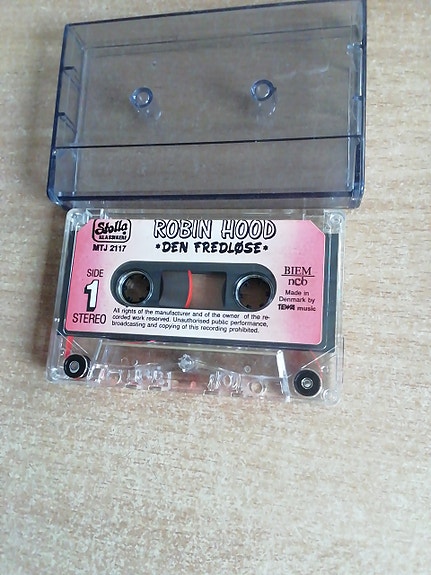 Stella
ROBIN HOOD
MTJ 2117
*DEN FREDLØSE*
SIDE
1
STEREO
BIEM
ncb
Made in
Denmark by
music
All rights of the manufacturer and of the owner of the re-
corded work reserved. Unauthorised public performance,
broadcasting and copying of this recording prohibited.